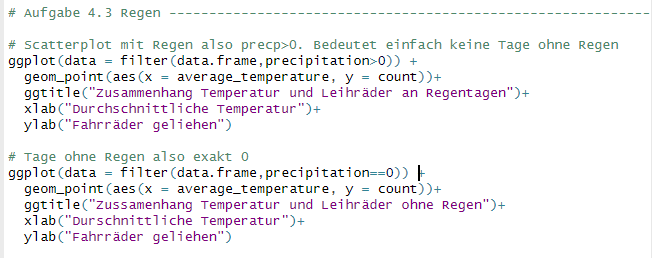 # Aufgabe 4.3 Regen -----------------------------------------------------------
# Scatterplot mit Regen also precp>0. Bedeutet einfach keine Tage ohne Regen
ggplot(data = filter(data.frame,precipitation>0)) +
  geom_point(aes(x = average_temperature, y = count))+
  ggtitle("Zusammenhang Temperatur und Leihräder an Regentagen")+
  xlab("Durchschnittliche Temperatur")+
  ylab("Fahrräder geliehen")
# Tage ohne Regen also exakt 0
ggplot(data = filter(data.frame,precipitation==0)) +
  geom_point(aes(x = average_temperature, y = count))+
  ggtitle("Zussamenhang Temperatur und Leihräder ohne Regen")+
  xlab("Durschnittliche Temperatur")+
  ylab("Fahrräder geliehen")